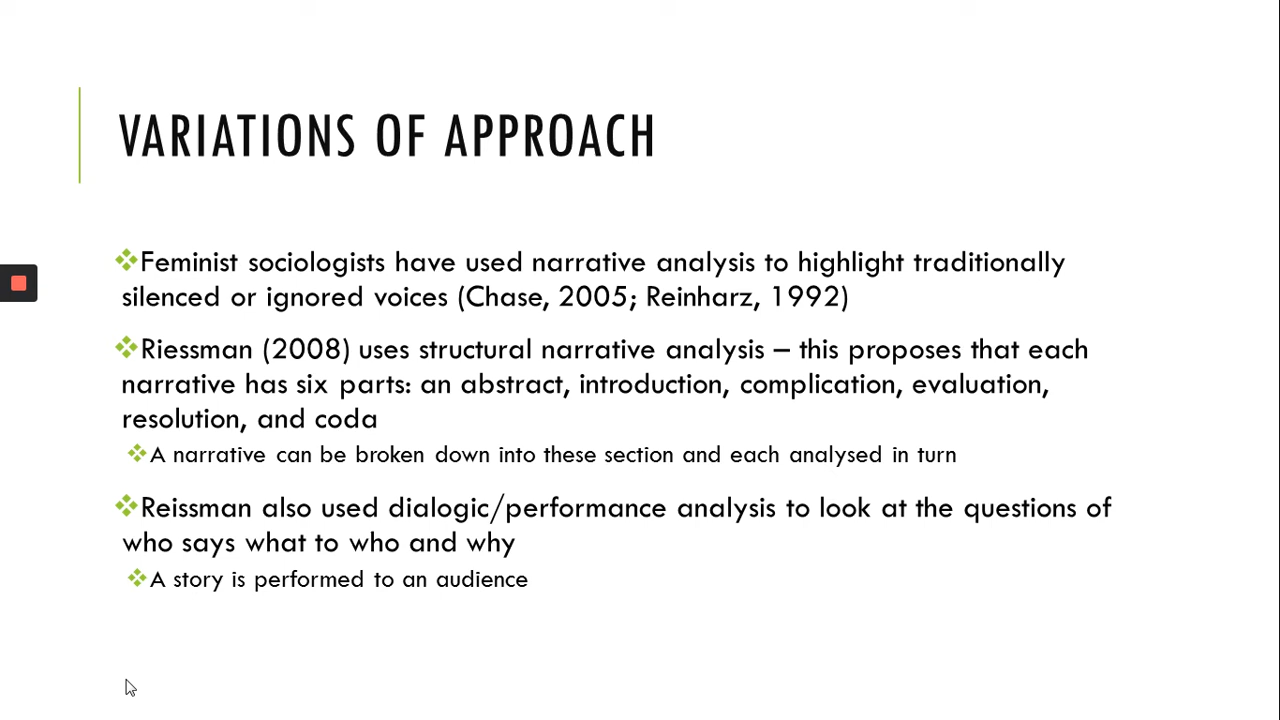 VARIATIONS OF APPROACH
❖Feminist sociologists have used narrative analysis to highlight traditionally
silenced or ignored voices (Chase, 2005; Reinharz, 1992)
❖Riessman (2008) uses structural narrative analysis – this proposes that each
narrative has six parts: an abstract, introduction, complication, evaluation,
resolution, and coda
❖A narrative can be broken down into these section and each analysed in turn
❖Reissman also used dialogic/performance analysis to look at the questions of
who says what to who and why
❖A story is performed to an audience